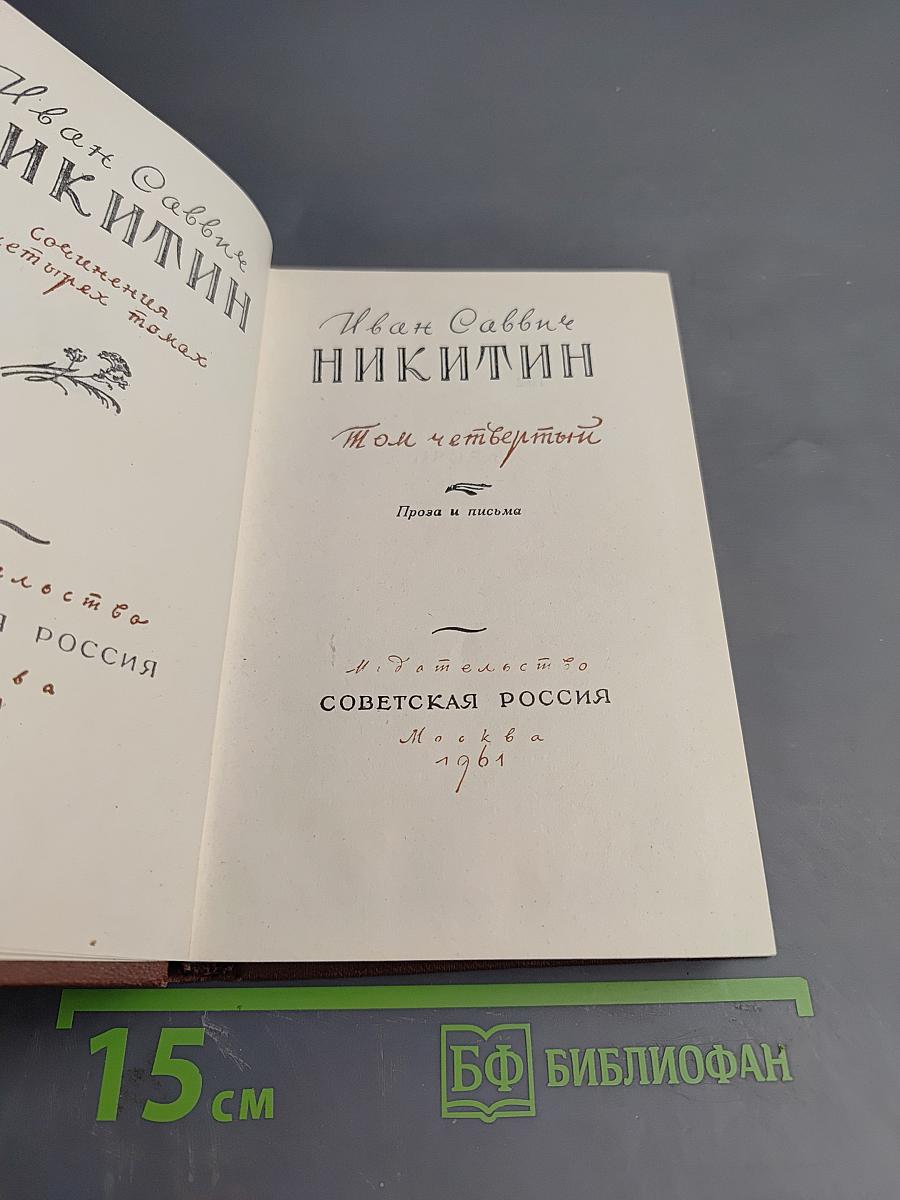 Иван Саввич
НИКИТИН
сочинения
четырех томах
РОССИЯ
Иван Саввич
НИКИТИН
Том четвертый
Проза и письма
Издательство
СОВЕТСКАЯ РОССИЯ
Москва
1961
15 см
БФ БИБЛИОФАН